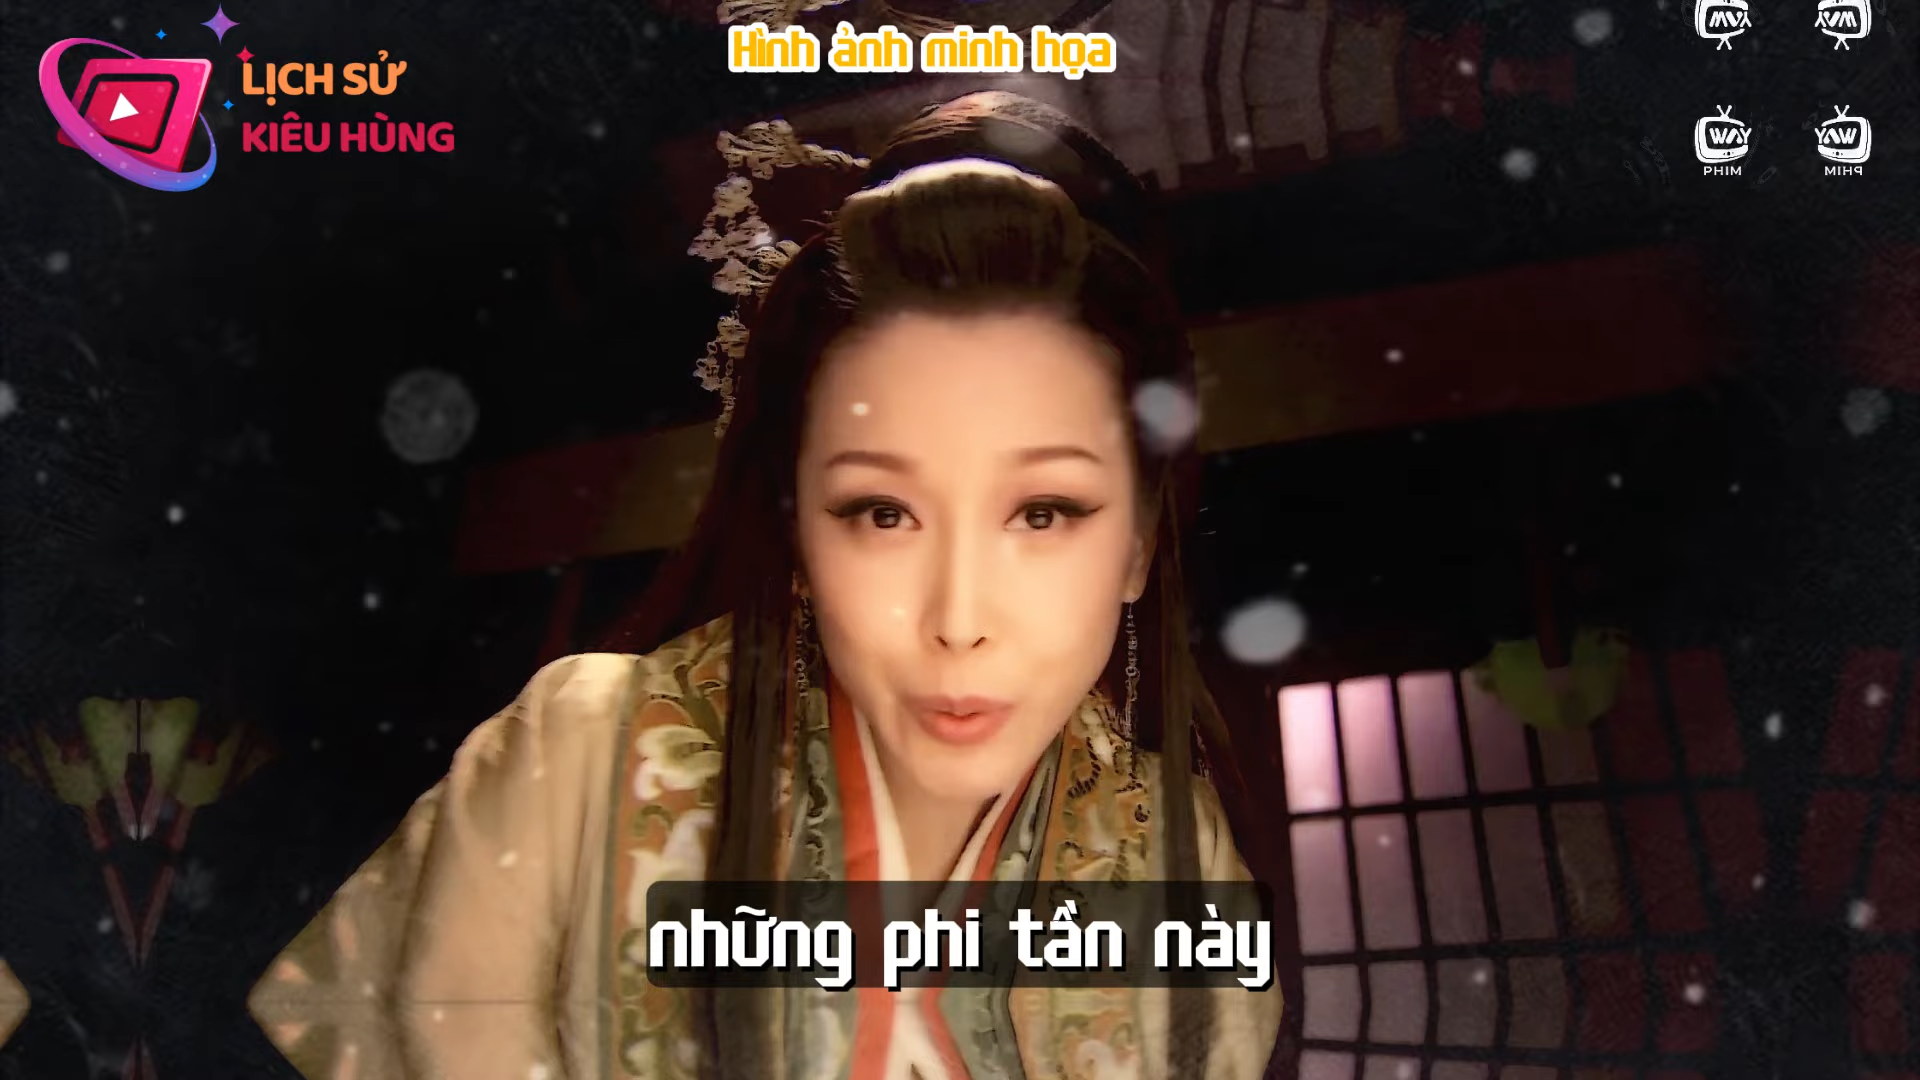 Hình ảnh minh họa
LỊCH SỬ
KIÊU HÙNG
WAY
PHIM
những phi tần này